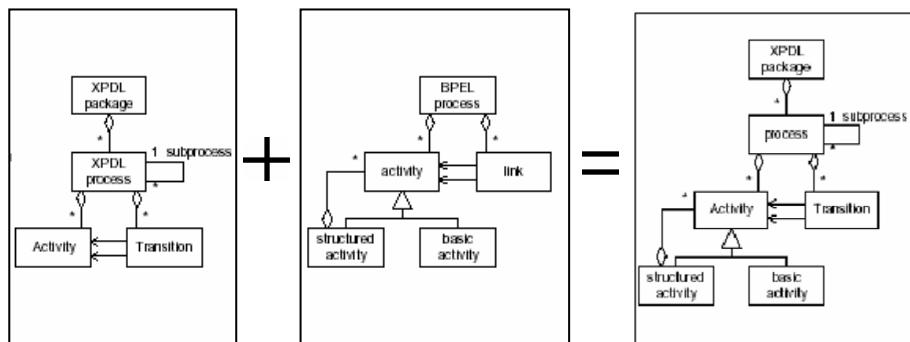 XPDL
package
*
XPDL
process
1 subprocess
*
*
*
Activity
Transition
+
BPEL
process
*
*
*
activity
link
structured
activity
basic
activity
=
XPDL
package
*
process
1 subprocess
*
*
*
*
Activity
Transition
structured
activity
basic
activity